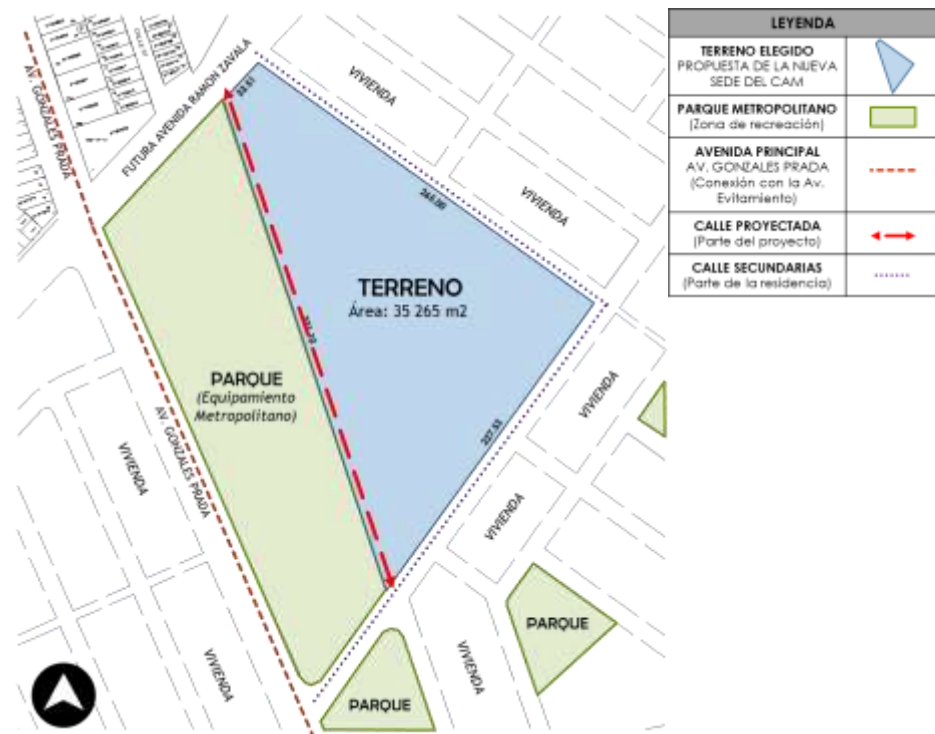 AV. GONZALES PRADA
FUTURA AVENIDA RAMON ZAVALA
VIVIENDA
VIVIENDA
TERRENO
Área: 35 265 m2
PARQUE
(Equipamiento
Metropolitano)
AV. GONZALES PRADA
227.53
VIVIENDA
VIVIENDA
VIVIENDA
VIVIENDA
VIVIENDA
PARQUE
PARQUE
LEYENDA
TERRENO ELEGIDO
PROPUESTA DE LA NUEVA
SEDE DEL CAM
PARQUE METROPOLITANO
(Zona de recreación)
AVENIDA PRINCIPAL
AV. GONZALES PRADA
(Conexión con la Av.
Evitamiento)
CALLE PROYECTADA
(Parte del proyecto)
CALLE SECUNDARIAS
(Parte de la residencia)